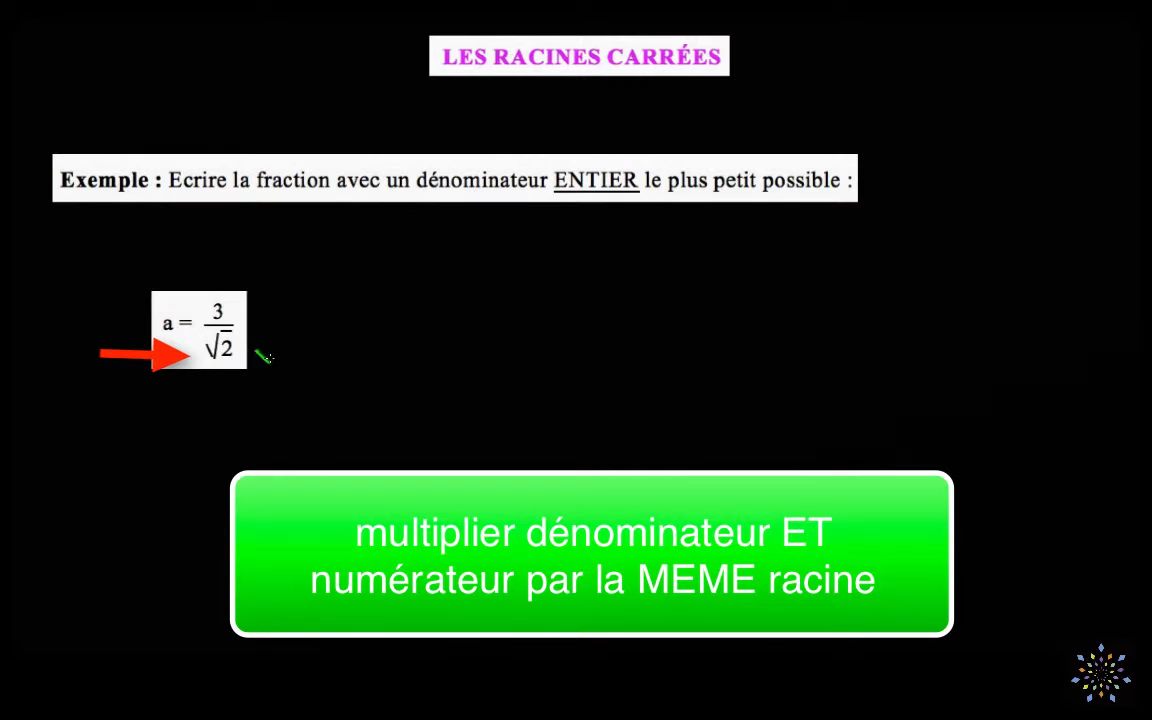 LES RACINES CARRÉES
Exemple : Ecrire la fraction avec un dénominateur ENTIER le plus petit possible :
a = 3/√2
multiplier dénominateur ET
numérateur par la MEME racine